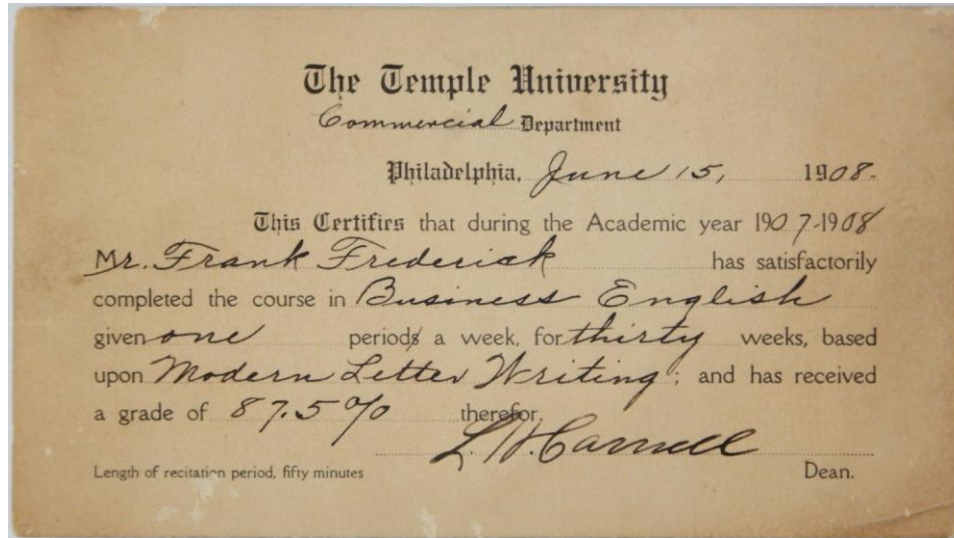 The Temple University
Commercial Department
Philadelphia, June 15, 1908.
This Certifies that during the Academic year 1907-1908
Mr. Frank Frederick has satisfactorily
completed the course in Business English
given one period a week, for thirty weeks, based
upon Modern Letter Writing; and has received
a grade of 87.5% therefor.
L. H. Carnell
Length of recitation period, fifty minutes Dean.